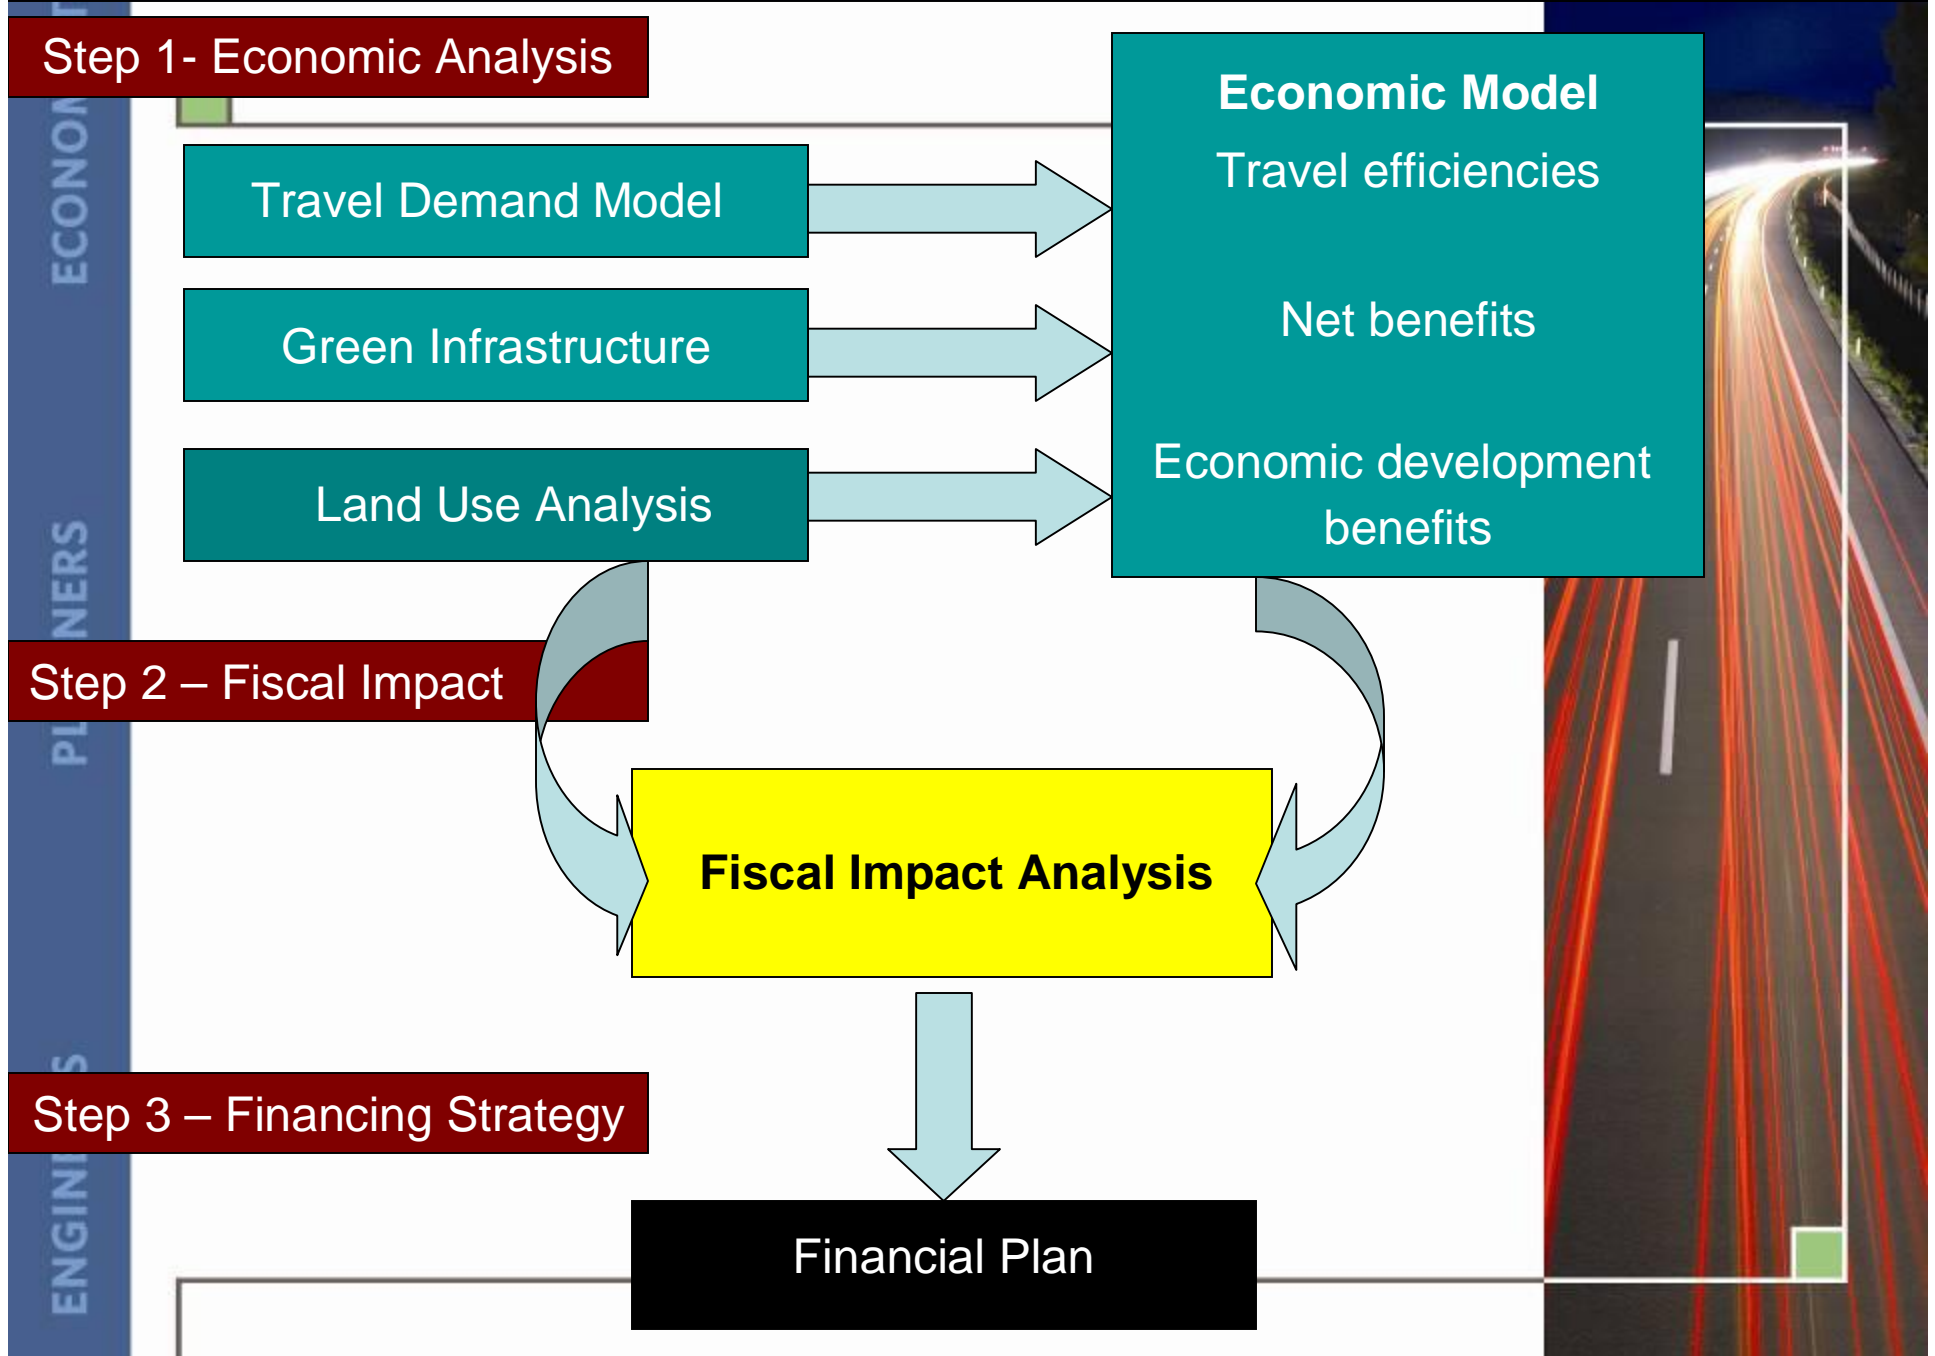 Step 1- Economic Analysis
Economic Model
Travel efficiencies
Net benefits
Economic development
benefits
Travel Demand Model
Green Infrastructure
Land Use Analysis
Step 2 – Fiscal Impact
Fiscal Impact Analysis
Step 3 – Financing Strategy
Financial Plan